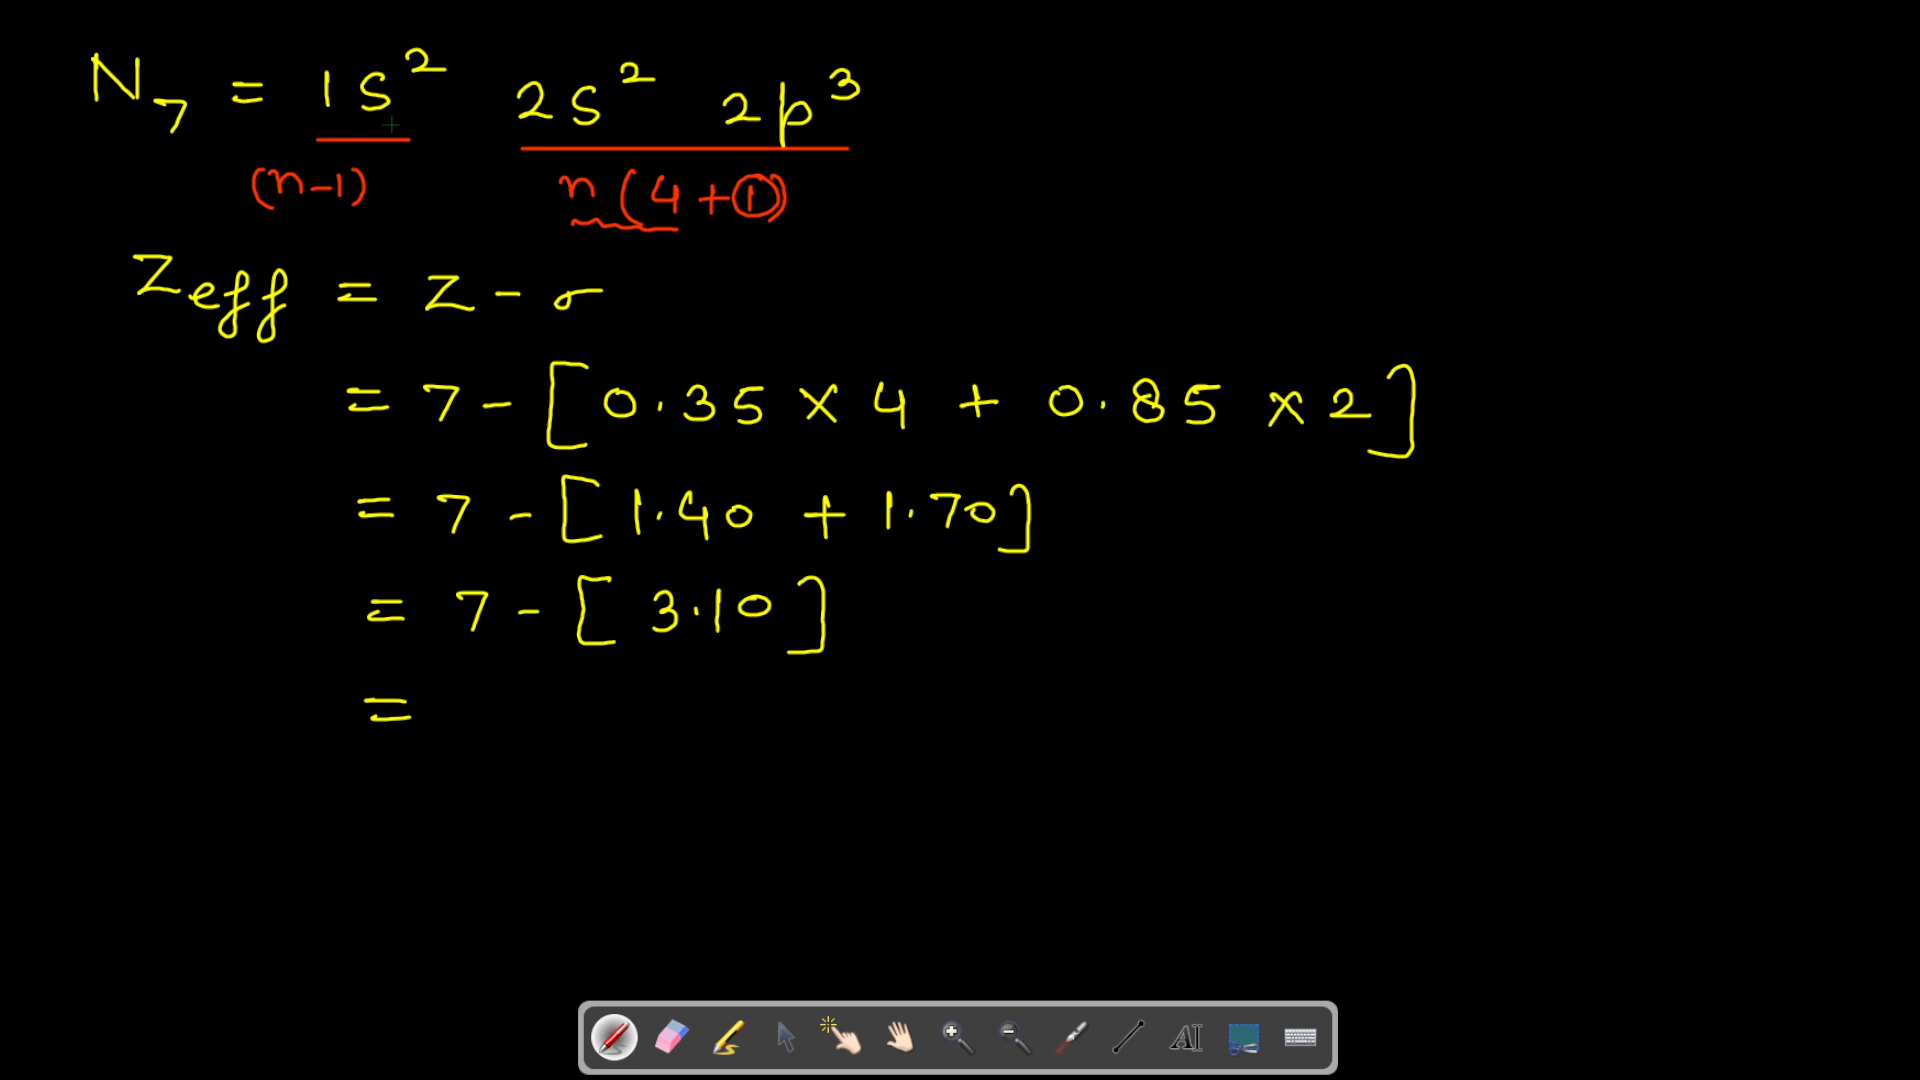 N₇ = 1s² 2s² 2p³
(n-1) n(4+①)
Zeff = Z - σ
= 7 - [0.35 × 4 + 0.85 × 2]
= 7 - [1.40 + 1.70]
= 7 - [3.10]
=
AI